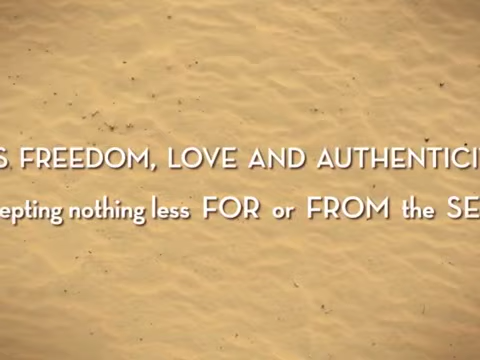 S FREEDOM, LOVE AND AUTHENTICI
epting nothing less FOR or FROM the SE